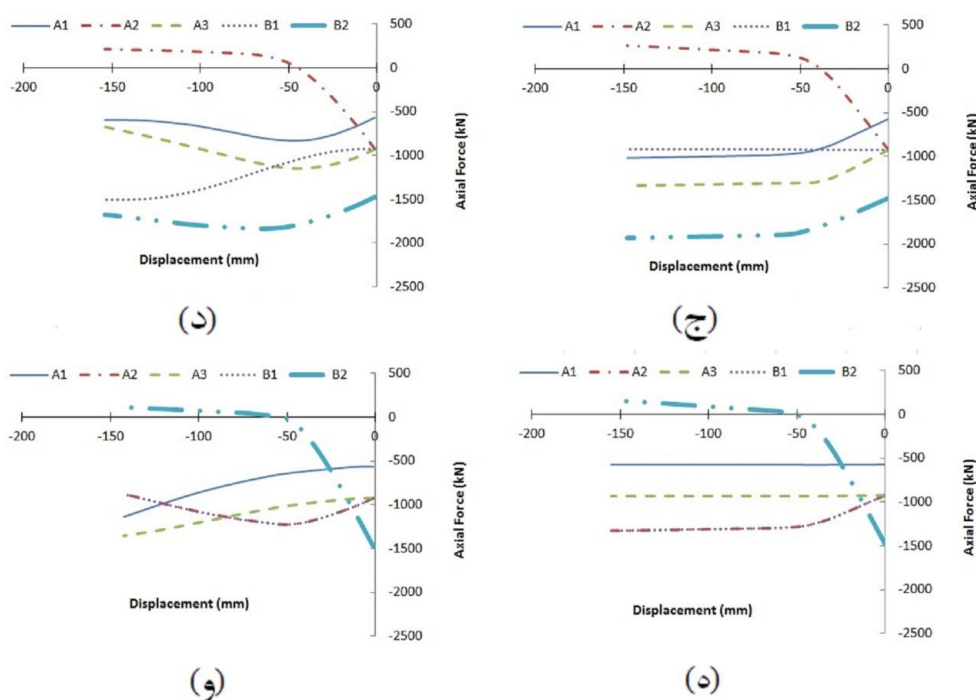 A1 A2 A3 B1 B2
500
0
-200 -150 -100 -50 0
-500
-1000
-1500
-2000
-2500
Axial Force (kN)
Displacement (mm)
(د)
A1 A2 A3 B1 B2
500
0
-200 -150 -100 -50 0
-500
-1000
-1500
-2000
-2500
Axial Force (kN)
Displacement (mm)
(ج)
A1 A2 A3 B1 B2
500
0
-200 -150 -100 -50 0
-500
-1000
-1500
-2000
-2500
Axial Force (kN)
Displacement (mm)
(و)
A1 A2 A3 B1 B2
500
0
-200 -150 -100 -50 0
-500
-1000
-1500
-2000
-2500
Axial Force (kN)
Displacement (mm)
(ه)